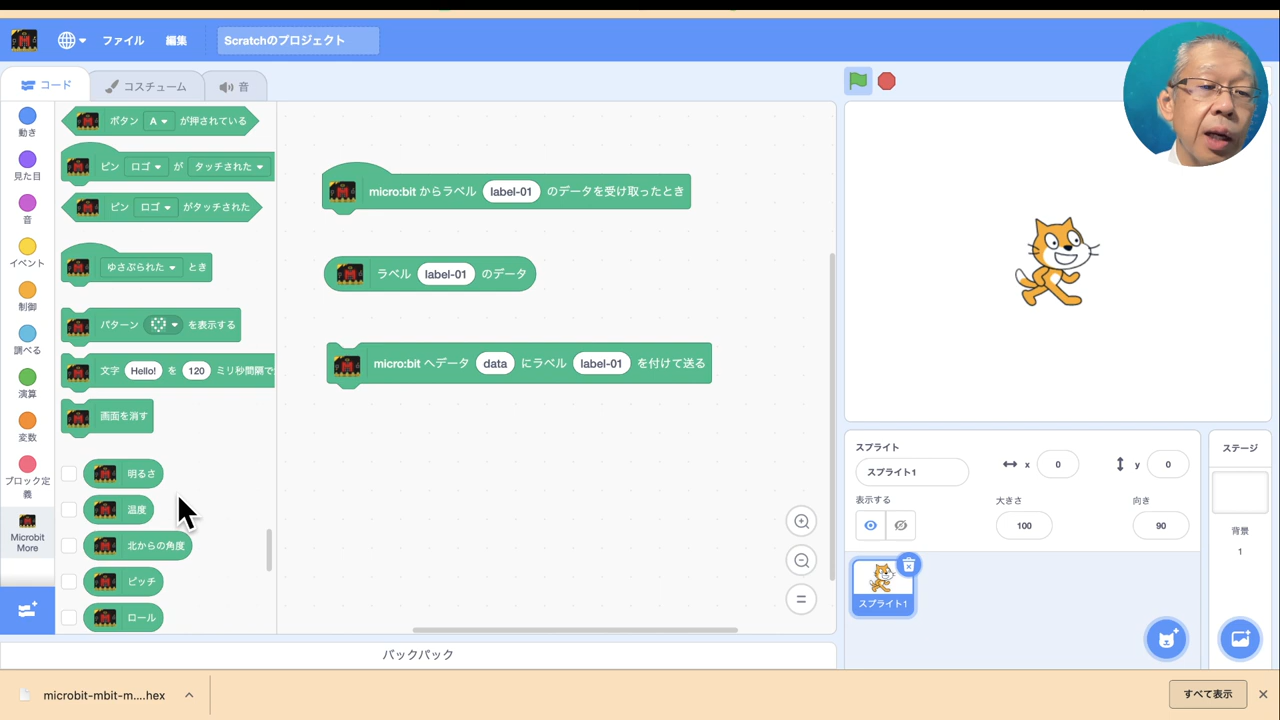 ファイル
編集
Scratchのプロジェクト
コード
コスチューム
音
動き
見た目
音
イベント
制御
調べる
演算
変数
ブロック定
義
Microbit
More
ボタン A が押されている
ピン ロゴ が タッチされた
ピン ロゴ がタッチされた
ゆさぶられた とき
パターン を表示する
文字 Hello! を 120 ミリ秒間隔で
画面を消す
明るさ
温度
北からの角度
ピッチ
ロール
micro:bit からラベル label-01 のデータを受け取ったとき
ラベル label-01 のデータ
micro:bit へデータ data にラベル label-01 を付けて送る
バックパック
スプライト
スプライト1
x 0
y 0
表示する
大きさ
100
向き
90
スプライト1
ステージ
背景
1
microbit-mbit-m....hex
すべて表示